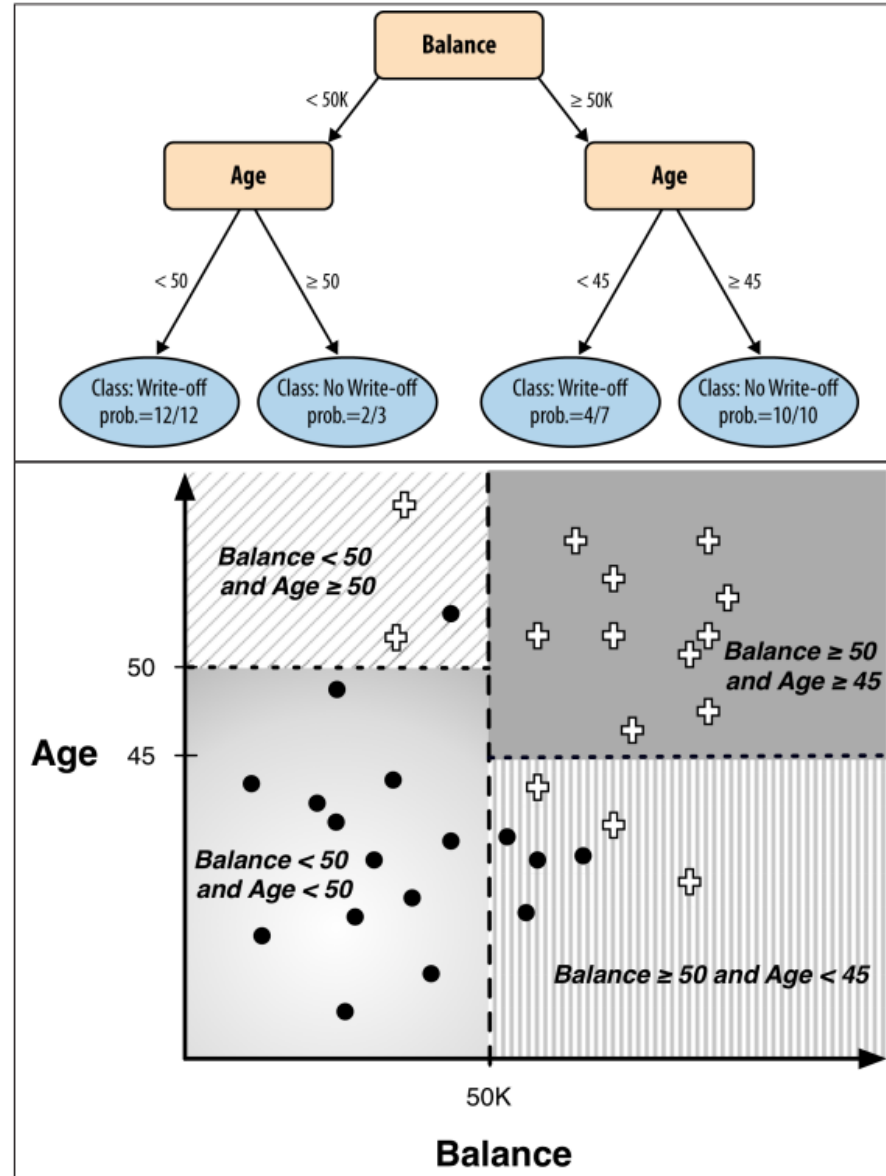 Balance
< 50K
≥ 50K
Age
Age
< 50
≥ 50
< 45
≥ 45
Class: Write-off
prob.=12/12
Class: No Write-off
prob.=2/3
Class: Write-off
prob.=4/7
Class: No Write-off
prob.=10/10
Balance < 50
and Age ≥ 50
Balance ≥ 50
and Age ≥ 45
50
Age
45
Balance < 50
and Age < 50
Balance ≥ 50 and Age < 45
50K
Balance